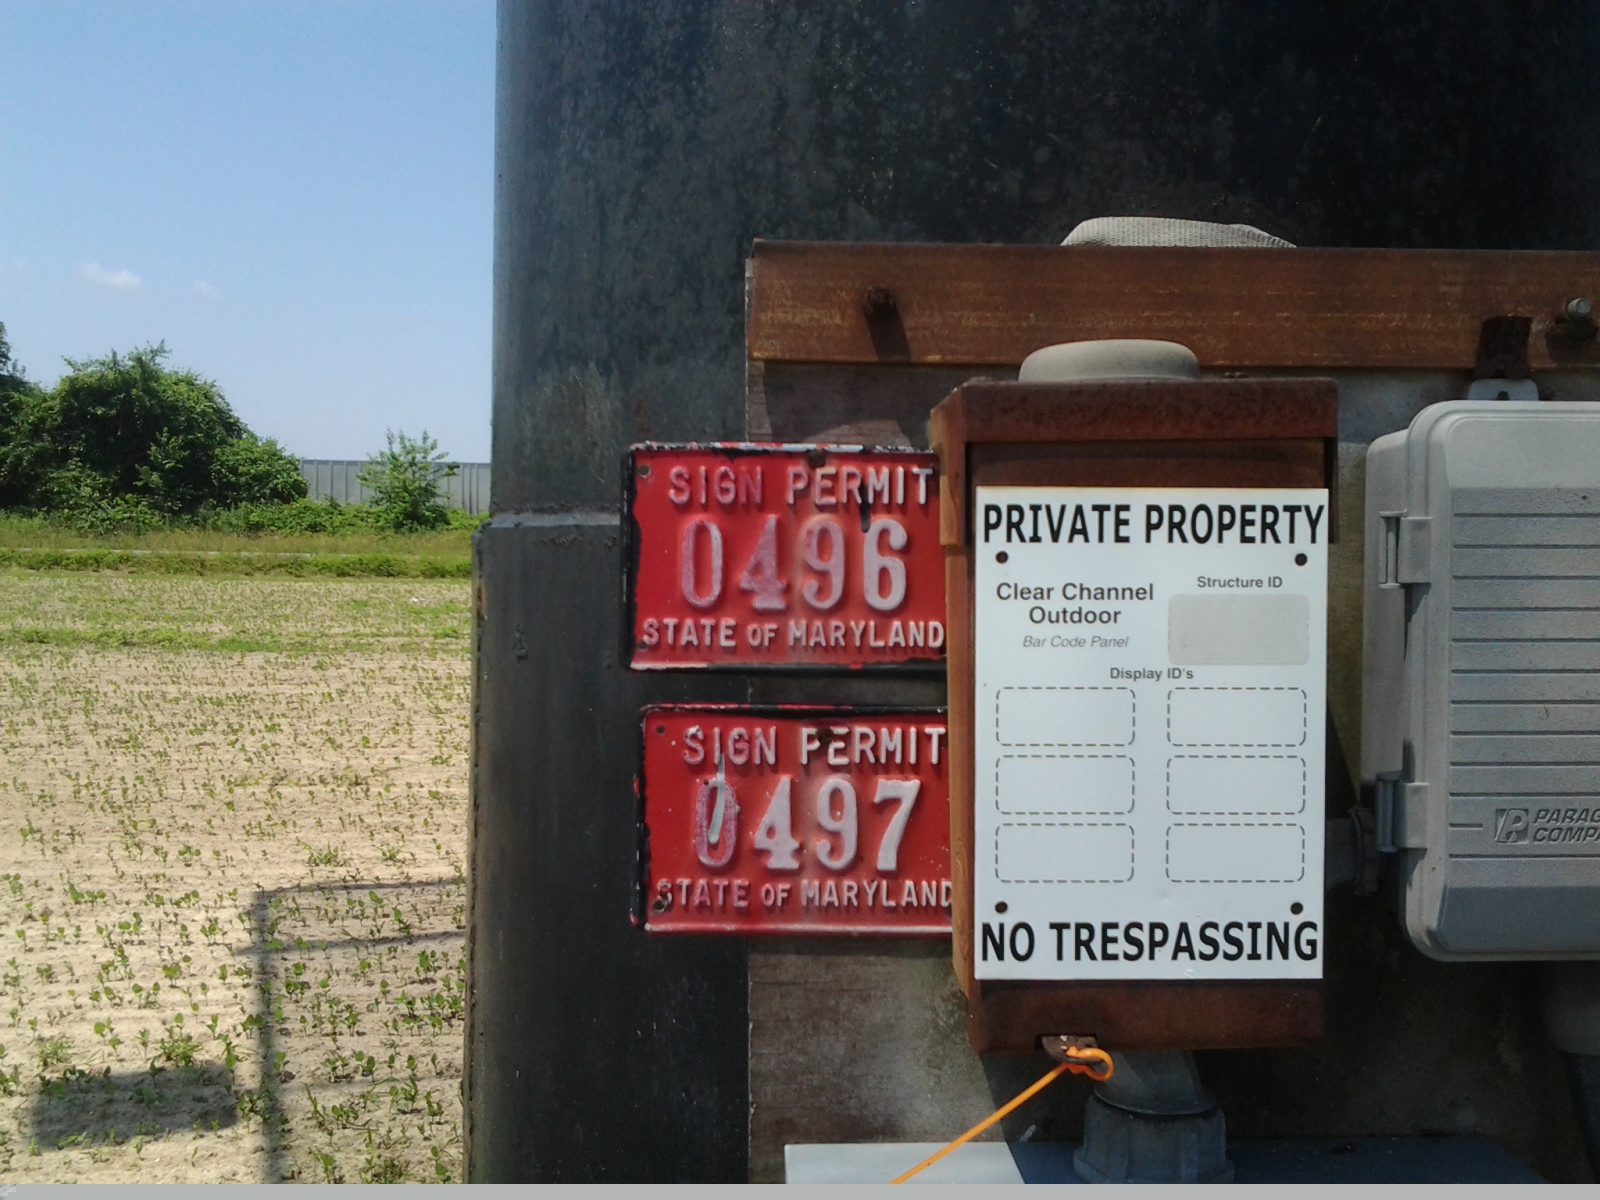 SIGN PERMIT
0496
STATE OF MARYLAND
SIGN PERMIT
0497
STATE OF MARYLAND
PRIVATE PROPERTY
Clear Channel
Outdoor
Bar Code Panel
Structure ID
Display ID's
NO TRESPASSING